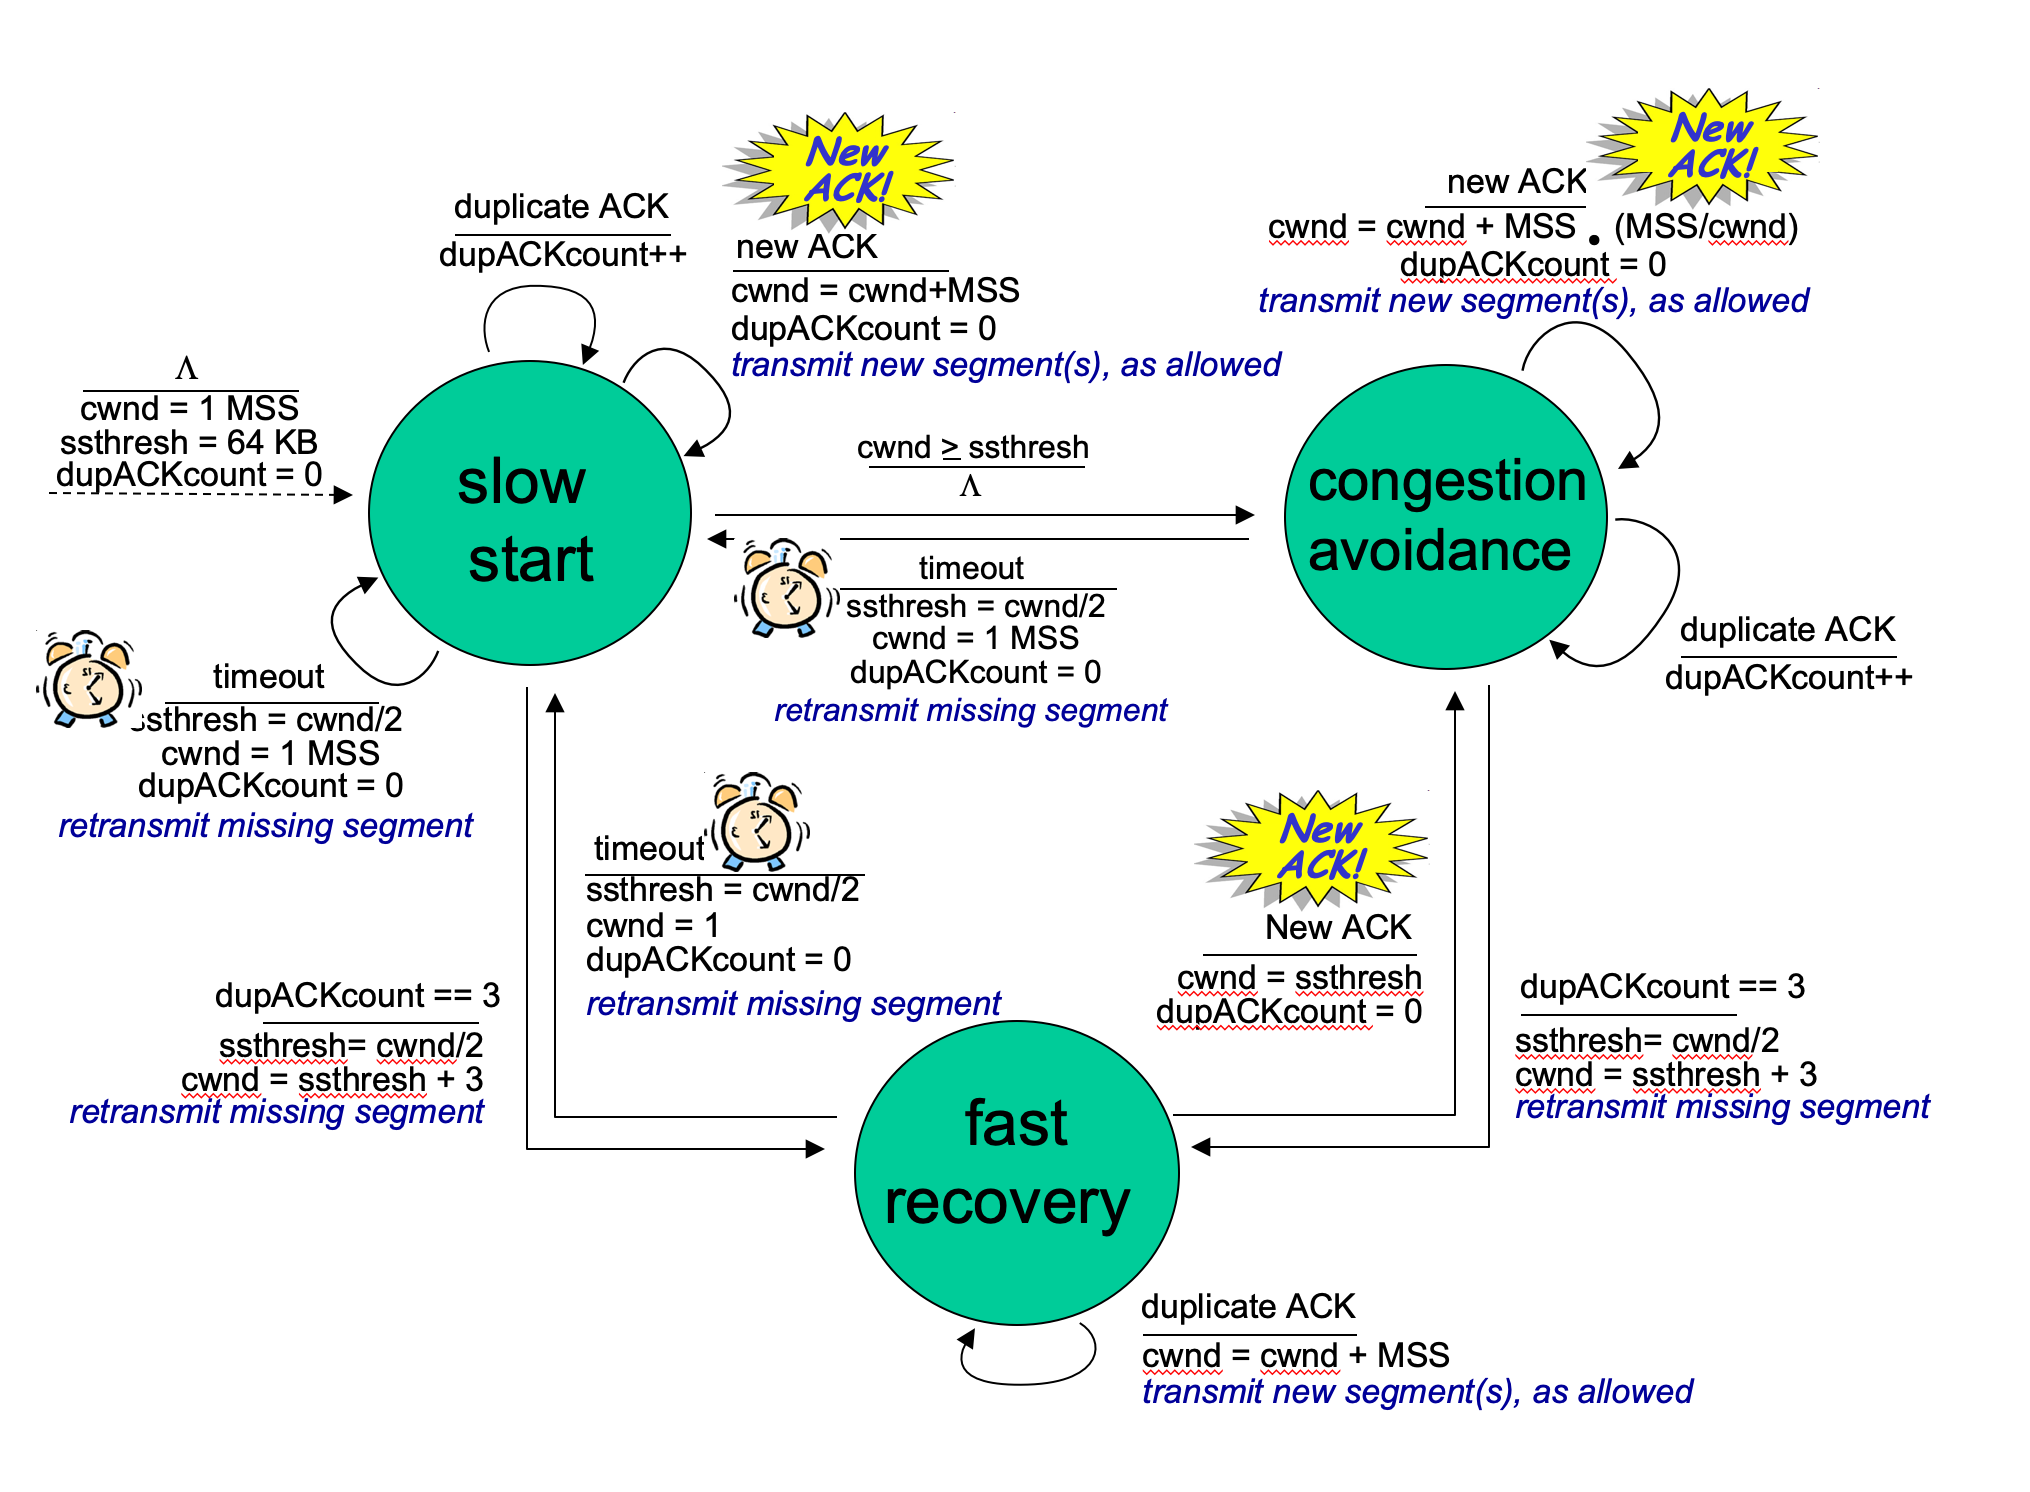 New
ACK!
new ACK
cwnd = cwnd + MSS • (MSS/cwnd)
dupACKcount = 0
transmit new segment(s), as allowed
New
ACK!
new ACK
cwnd = cwnd+MSS
dupACKcount = 0
transmit new segment(s), as allowed
duplicate ACK
dupACKcount++
Λ
cwnd = 1 MSS
ssthresh = 64 KB
dupACKcount = 0
slow
start
cwnd ≥ ssthresh
Λ
congestion
avoidance
timeout
ssthresh = cwnd/2
cwnd = 1 MSS
dupACKcount = 0
retransmit missing segment
duplicate ACK
dupACKcount++
timeout
ssthresh = cwnd/2
cwnd = 1 MSS
dupACKcount = 0
retransmit missing segment
timeout
ssthresh = cwnd/2
cwnd = 1
dupACKcount = 0
retransmit missing segment
New
ACK!
New ACK
cwnd = ssthresh
dupACKcount = 0
dupACKcount == 3
ssthresh= cwnd/2
cwnd = ssthresh + 3
retransmit missing segment
dupACKcount == 3
ssthresh= cwnd/2
cwnd = ssthresh + 3
retransmit missing segment
fast
recovery
duplicate ACK
cwnd = cwnd + MSS
transmit new segment(s), as allowed